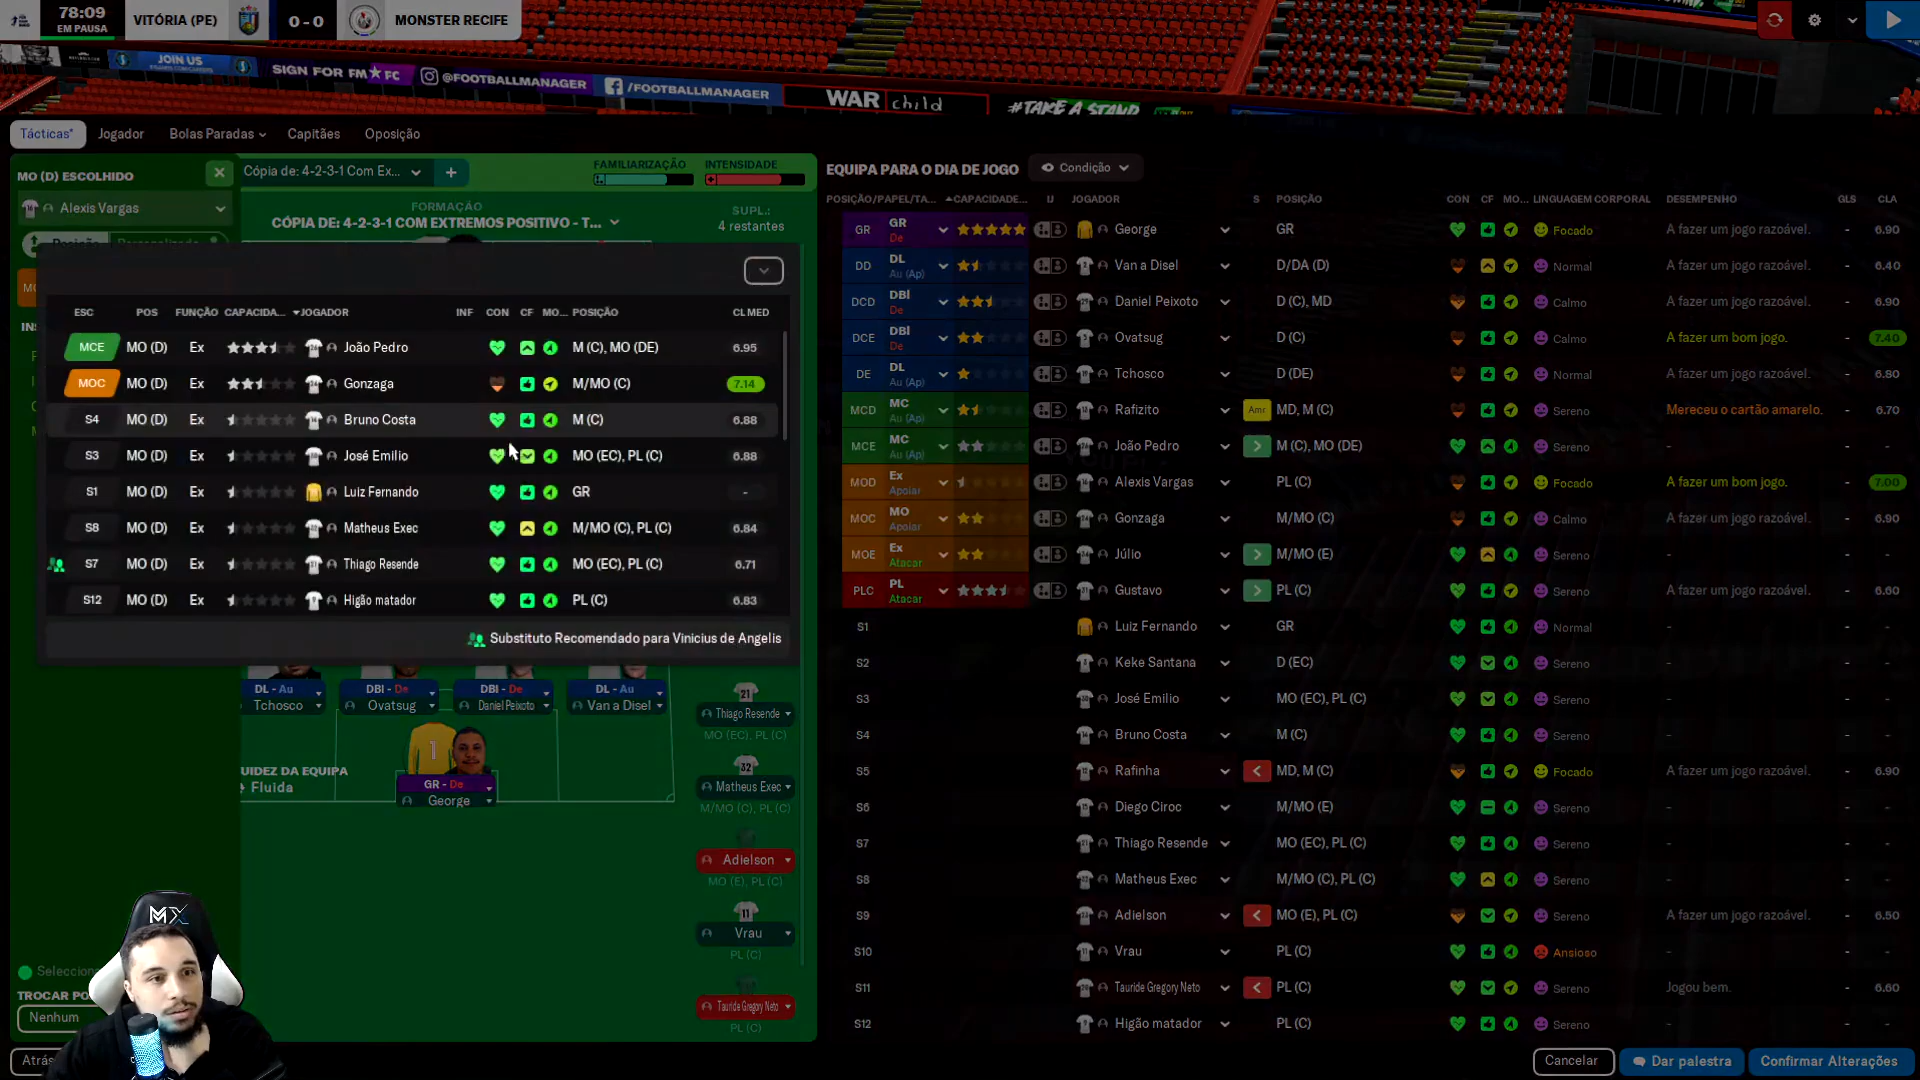 78:09
EM PAUSA
VITÓRIA (PE)
0 - 0
MONSTER RECIFE
JOIN US
SIGN FOR FM★FC
@FOOTBALLMANAGER
/FOOTBALLMANAGER
WAR child
#TAKE A STAND
Tácticas*
Jogador
Bolas Paradas
Capitães
Oposição
MO (D) ESCOLHIDO
Alexis Vargas
Cópia de: 4-2-3-1 Com Ex...
FAMILIARIZAÇÃO
INTENSIDADE
FORMAÇÃO
CÓPIA DE: 4-2-3-1 COM EXTREMOS POSITIVO - T...
SUPL.:
4 restantes
ESC POS FUNÇÃO CAPACIDA... JOGADOR INF CON CF MO... POSIÇÃO CL MED
MCE MO (D) Ex João Pedro M (C), MO (DE) 6.95
MOC MO (D) Ex Gonzaga M/MO (C) 7.14
S4 MO (D) Ex Bruno Costa M (C) 6.88
S3 MO (D) Ex José Emilio MO (EC), PL (C) 6.88
S1 MO (D) Ex Luiz Fernando GR -
S8 MO (D) Ex Matheus Exec M/MO (C), PL (C) 6.84
S7 MO (D) Ex Thiago Resende MO (EC), PL (C) 6.71
S12 MO (D) Ex Higão matador PL (C) 6.83
Substituto Recomendado para Vinicius de Angelis
DL - Au
Tchosco
DBl - De
Ovatsug
DBl - De
Daniel Peixoto
DL - Au
Van a Disel
1
GR - De
George
UIDEZ DA EQUIPA
Fluida
21
Thiago Resende
MO (EC), PL (C)
32
Matheus Exec
M/MO (C), PL (C)
Adielson
MO (E), PL (C)
11
Vrau
PL (C)
Tauride Gregory Neto
PL (C)
Seleccion
TROCAR PO
Nenhum
Atrás
MX
EQUIPA PARA O DIA DE JOGO
Condição
POSIÇÃO/PAPEL/TA... CAPACIDADE... JOGADOR S POSIÇÃO CON CF MO... LINGUAGEM CORPORAL DESEMPENHO GLS CLA
GR GR De George GR Focado A fazer um jogo razoável. - 6.90
DD DL Au (Ap) Van a Disel D/DA (D) Normal A fazer um jogo razoável. - 6.40
DCD DBl De Daniel Peixoto D (C), MD Calmo A fazer um jogo razoável. - 6.90
DCE DBl De Ovatsug D (C) Calmo A fazer um bom jogo. - 7.40
DE DL Au (Ap) Tchosco D (DE) Normal A fazer um jogo razoável. - 6.80
MCD MC Au (Ap) Rafizito Amr MD, M (C) Sereno Mereceu o cartão amarelo. - 6.70
MCE MC Au (Ap) João Pedro M (C), MO (DE) Sereno - - -
MOD Ex Apoiar Alexis Vargas PL (C) Focado A fazer um bom jogo. - 7.00
MOC MO Apoiar Gonzaga M/MO (C) Calmo A fazer um jogo razoável. - 6.90
MOE Ex Atacar Júlio M/MO (E) Sereno - - -
PLC PL Atacar Gustavo PL (C) Sereno A fazer um jogo razoável. - 6.60
S1 Luiz Fernando GR Normal - - -
S2 Keke Santana D (EC) Sereno - - -
S3 José Emilio MO (EC), PL (C) Sereno - - -
S4 Bruno Costa M (C) Sereno - - -
S5 Rafinha MD, M (C) Focado A fazer um jogo razoável. - 6.90
S6 Diego Ciroc M/MO (E) Sereno - - -
S7 Thiago Resende MO (EC), PL (C) Sereno - - -
S8 Matheus Exec M/MO (C), PL (C) Sereno - - -
S9 Adielson MO (E), PL (C) Sereno A fazer um jogo razoável. - 6.50
S10 Vrau PL (C) Ansioso - - -
S11 Tauride Gregory Neto PL (C) Sereno Jogou bem. - 6.60
S12 Higão matador PL (C) Sereno - - -
Cancelar
Dar palestra
Confirmar Alterações